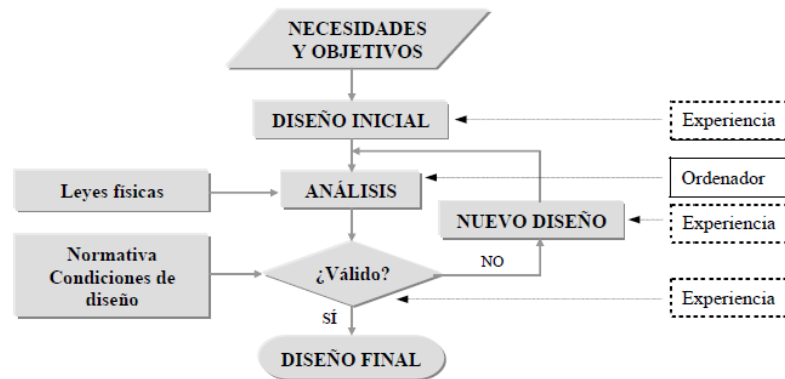 NECESIDADES
Y OBJETIVOS
DISEÑO INICIAL
Experiencia
Leyes físicas
ANÁLISIS
Ordenador
NUEVO DISEÑO
Experiencia
Normativa
Condiciones de
diseño
¿Válido?
NO
Experiencia
SÍ
DISEÑO FINAL